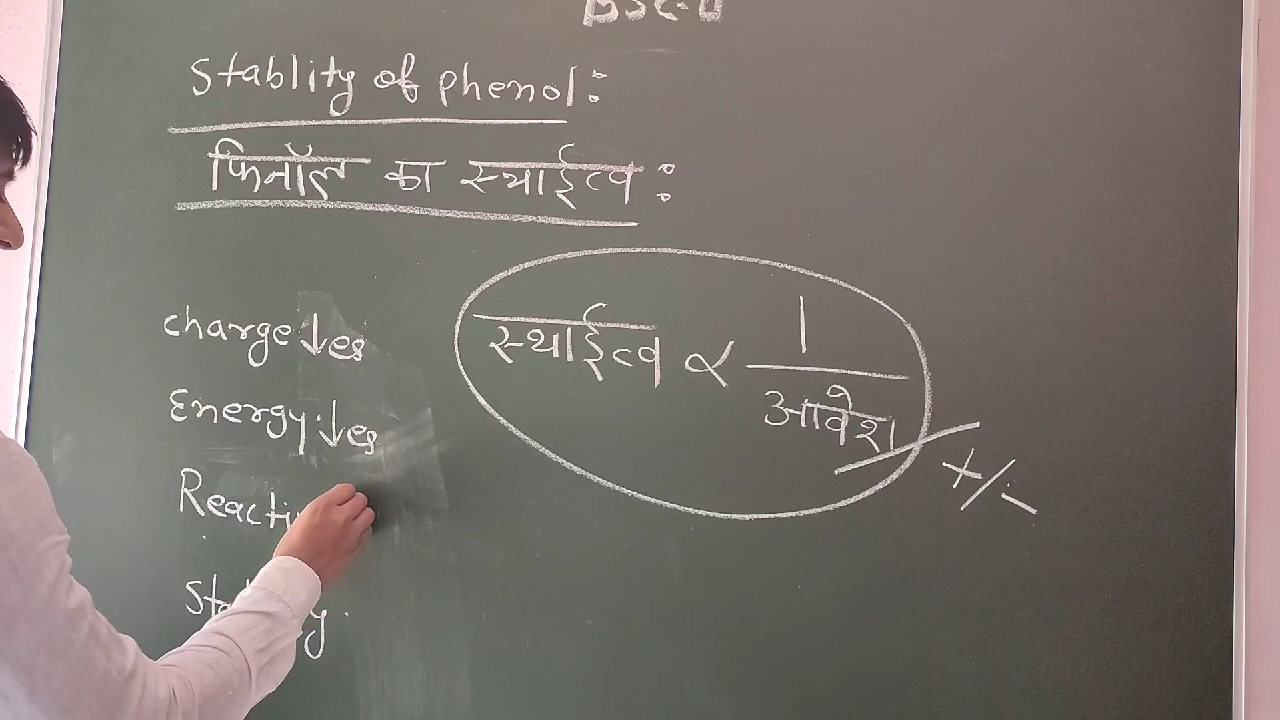 Stablity of phenol:
फिनॉल का स्थाईत्व :
charge ↓es
स्थाईत्व ∝ 1/आवेश
Energy ↓es
+/-